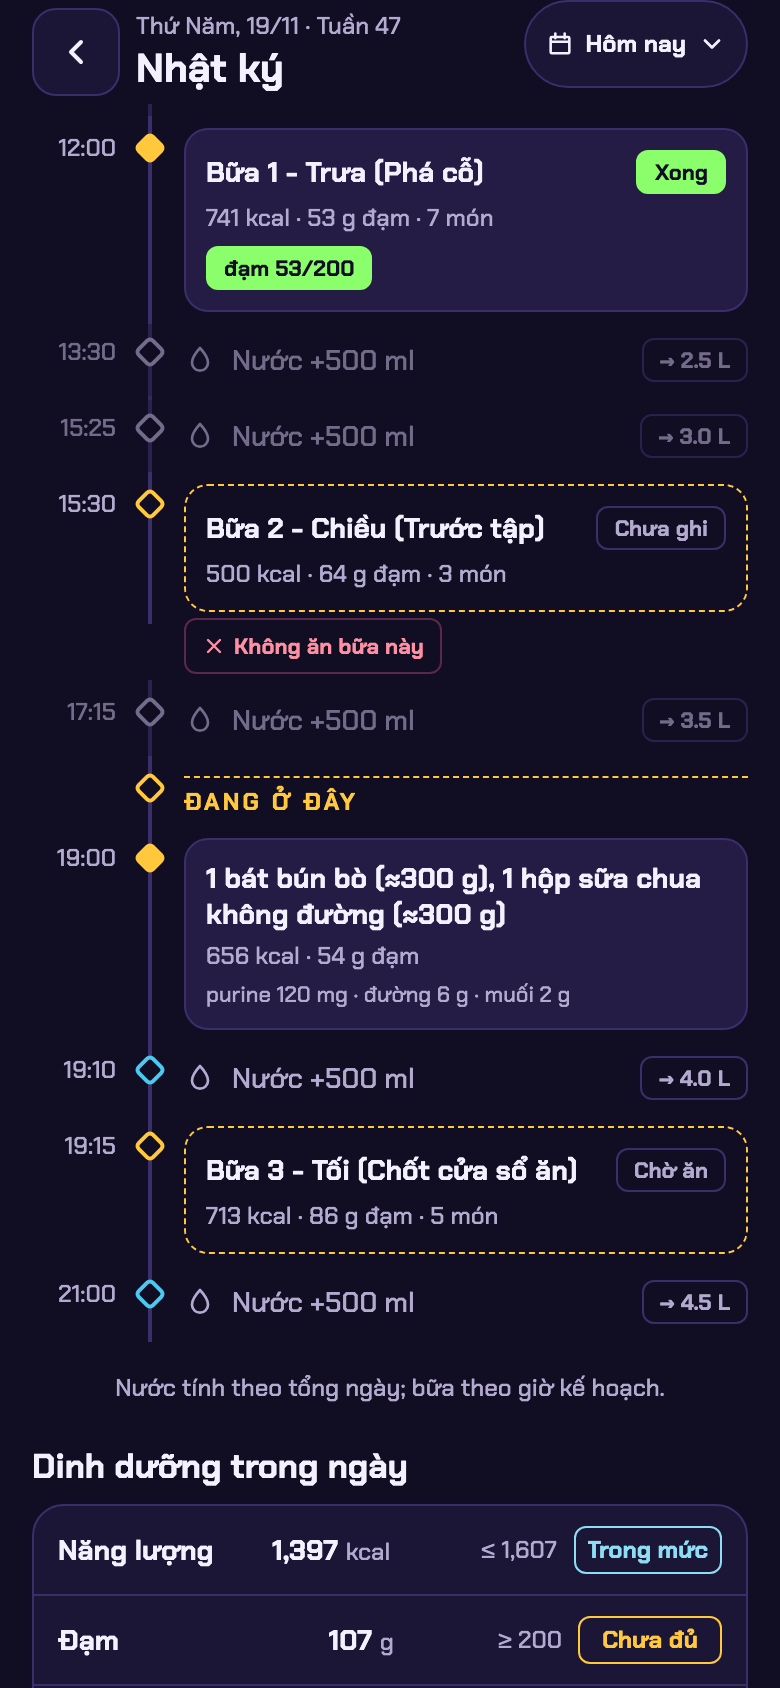 Thứ Năm, 19/11 · Tuần 47
Nhật ký
Hôm nay
12:00
Bữa 1 - Trưa (Phá cỗ)
Xong
741 kcal · 53 g đạm · 7 món
đạm 53/200
13:30
Nước +500 ml
→ 2.5 L
15:25
Nước +500 ml
→ 3.0 L
15:30
Bữa 2 - Chiều (Trước tập)
Chưa ghi
500 kcal · 64 g đạm · 3 món
× Không ăn bữa này
17:15
Nước +500 ml
→ 3.5 L
ĐANG Ở ĐÂY
19:00
1 bát bún bò (≈300 g), 1 hộp sữa chua
không đường (≈300 g)
656 kcal · 54 g đạm
purine 120 mg · đường 6 g · muối 2 g
19:10
Nước +500 ml
→ 4.0 L
19:15
Bữa 3 - Tối (Chốt cửa sổ ăn)
Chờ ăn
713 kcal · 86 g đạm · 5 món
21:00
Nước +500 ml
→ 4.5 L
Nước tính theo tổng ngày; bữa theo giờ kế hoạch.
Dinh dưỡng trong ngày
Năng lượng 1,397 kcal ≤ 1,607 Trong mức
Đạm 107 g ≥ 200 Chưa đủ